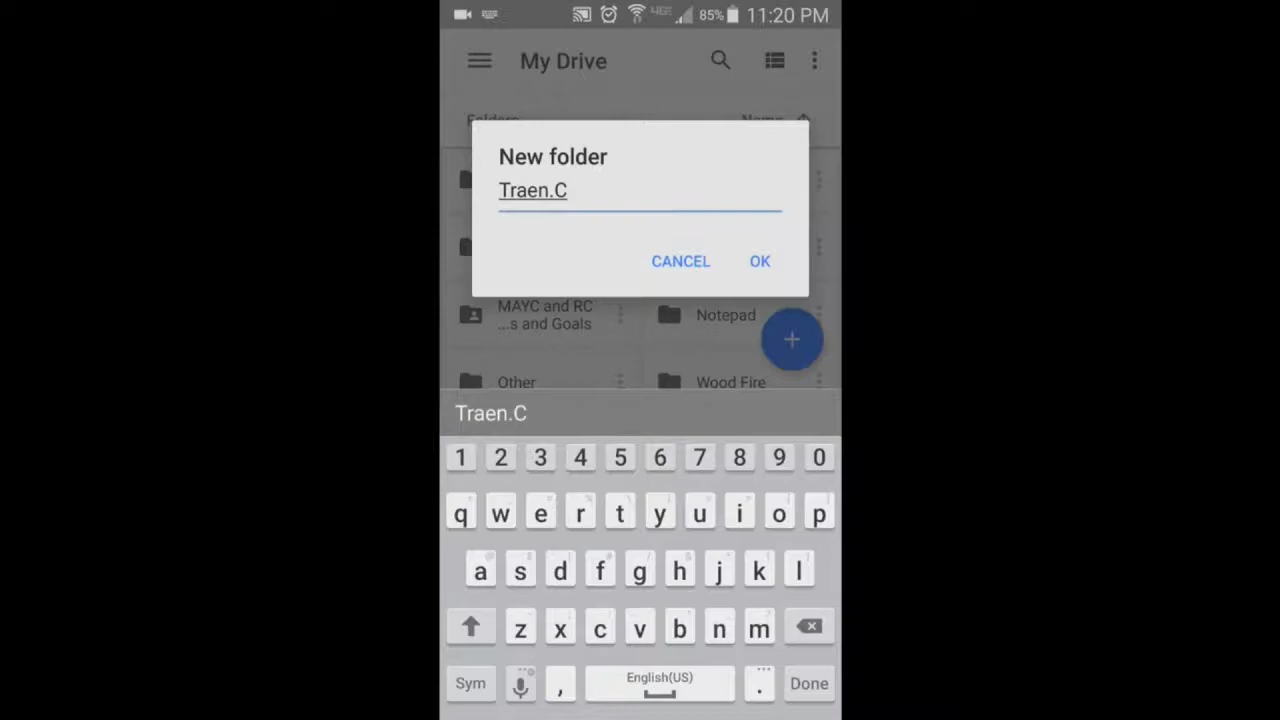 85% 11:20 PM
My Drive
Folders Name
New folder
Traen.C
CANCEL OK
MAYC and RC
...s and Goals
Notepad
Other Wood Fire
Traen.C
1 2 3 4 5 6 7 8 9 0
q w e r t y u i o p
a s d f g h j k l
z x c v b n m
Sym , English(US) . Done